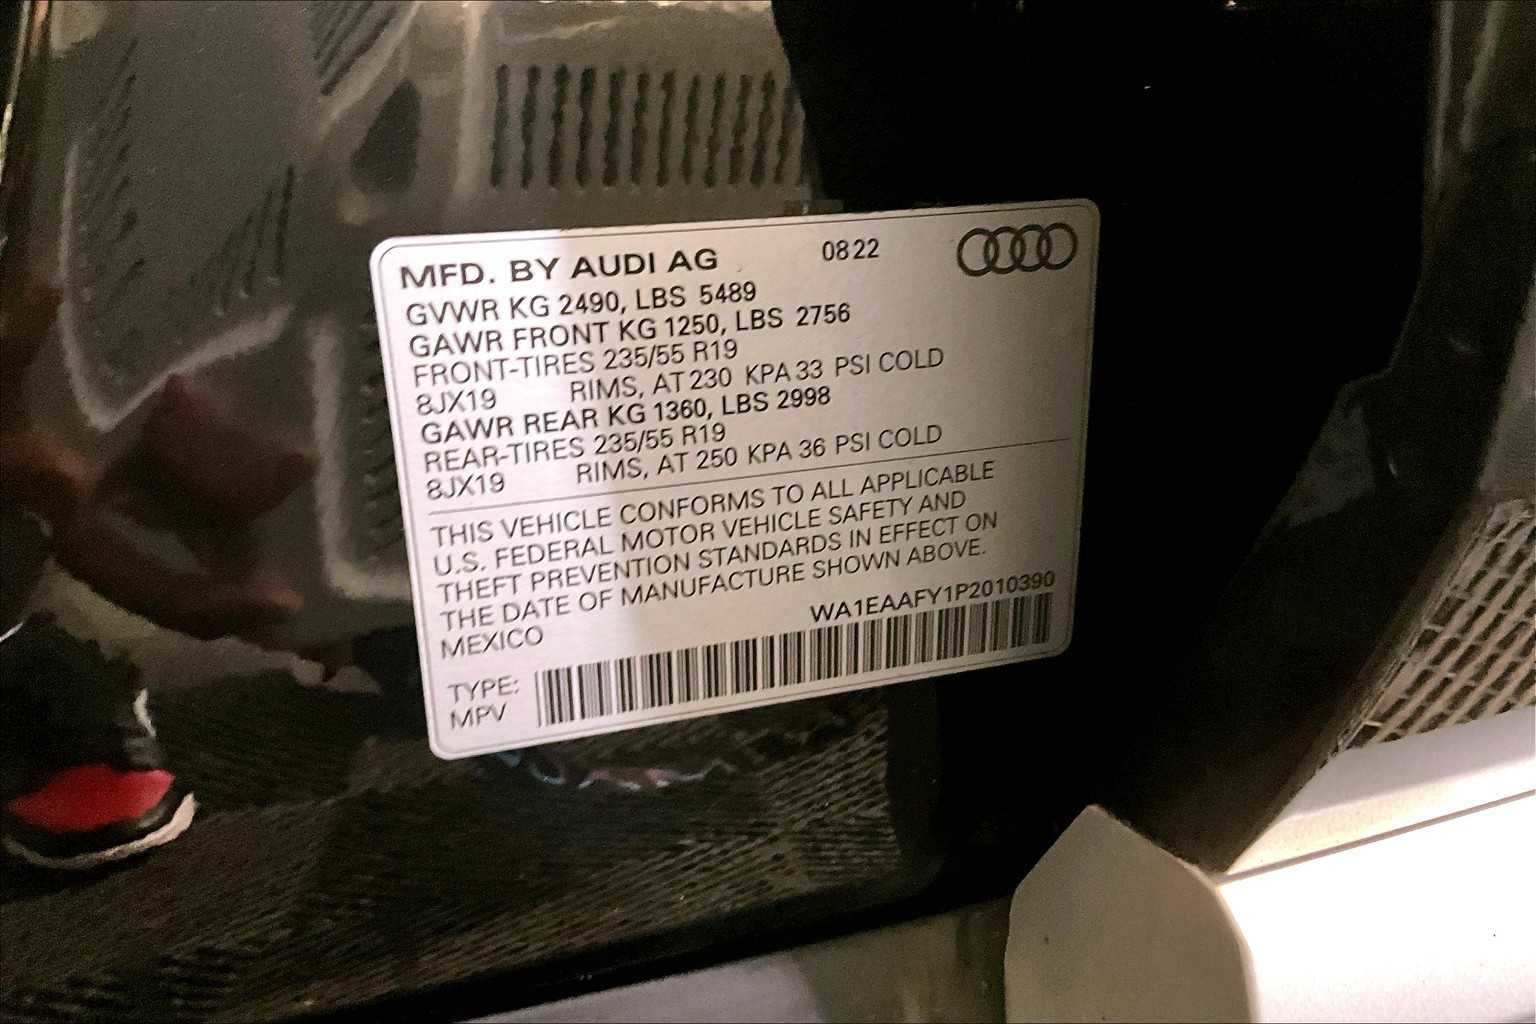 MFD. BY AUDI AG 0822
GVWR KG 2490, LBS 5489
GAWR FRONT KG 1250, LBS 2756
FRONT-TIRES 235/55 R19
8JX19 RIMS, AT 230 KPA 33 PSI COLD
GAWR REAR KG 1360, LBS 2998
REAR-TIRES 235/55 R19
8JX19 RIMS, AT 250 KPA 36 PSI COLD
THIS VEHICLE CONFORMS TO ALL APPLICABLE
U.S. FEDERAL MOTOR VEHICLE SAFETY AND
THEFT PREVENTION STANDARDS IN EFFECT ON
THE DATE OF MANUFACTURE SHOWN ABOVE.
MEXICO WA1EAAFY1P2010390
TYPE:
MPV